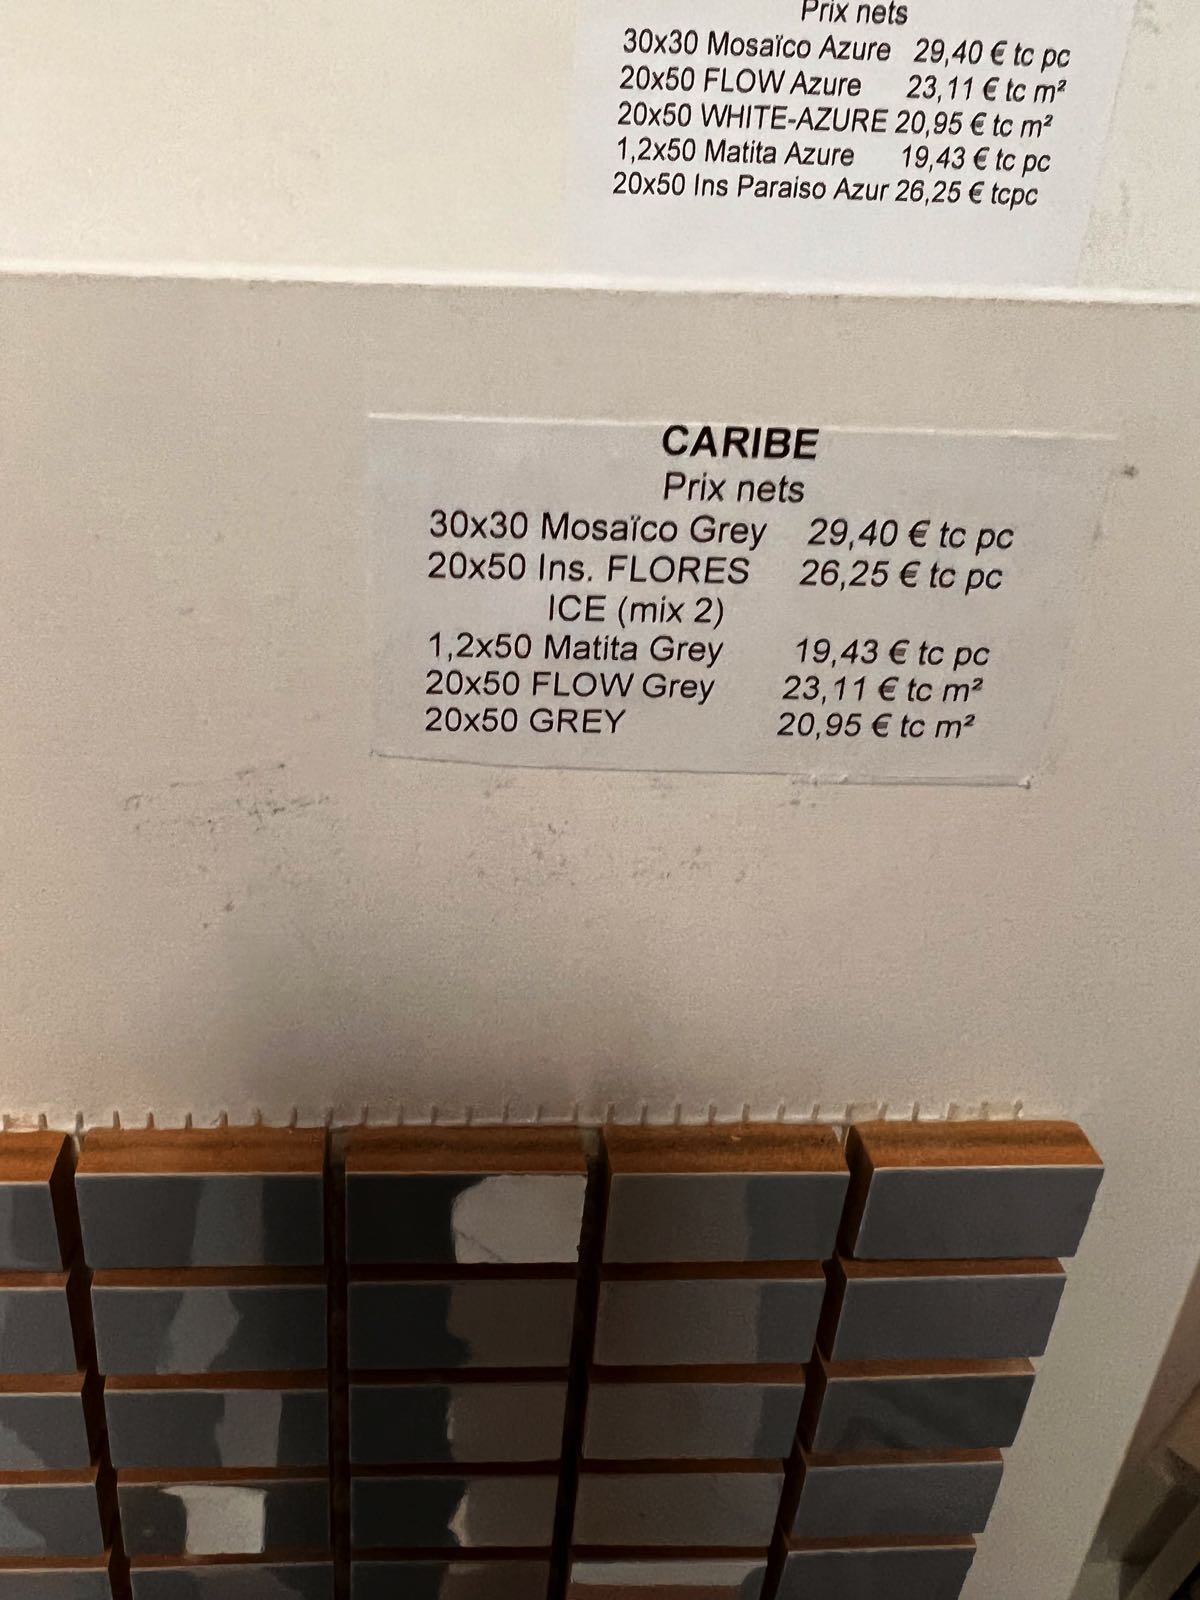 Prix nets
30x30 Mosaïco Azure 29,40 € tc pc
20x50 FLOW Azure 23,11 € tc m²
20x50 WHITE-AZURE 20,95 € tc m²
1,2x50 Matita Azure 19,43 € tc pc
20x50 Ins Paraiso Azur 26,25 € tcpc
CARIBE
Prix nets
30x30 Mosaïco Grey 29,40 € tc pc
20x50 Ins. FLORES 26,25 € tc pc
ICE (mix 2)
1,2x50 Matita Grey 19,43 € tc pc
20x50 FLOW Grey 23,11 € tc m²
20x50 GREY 20,95 € tc m²